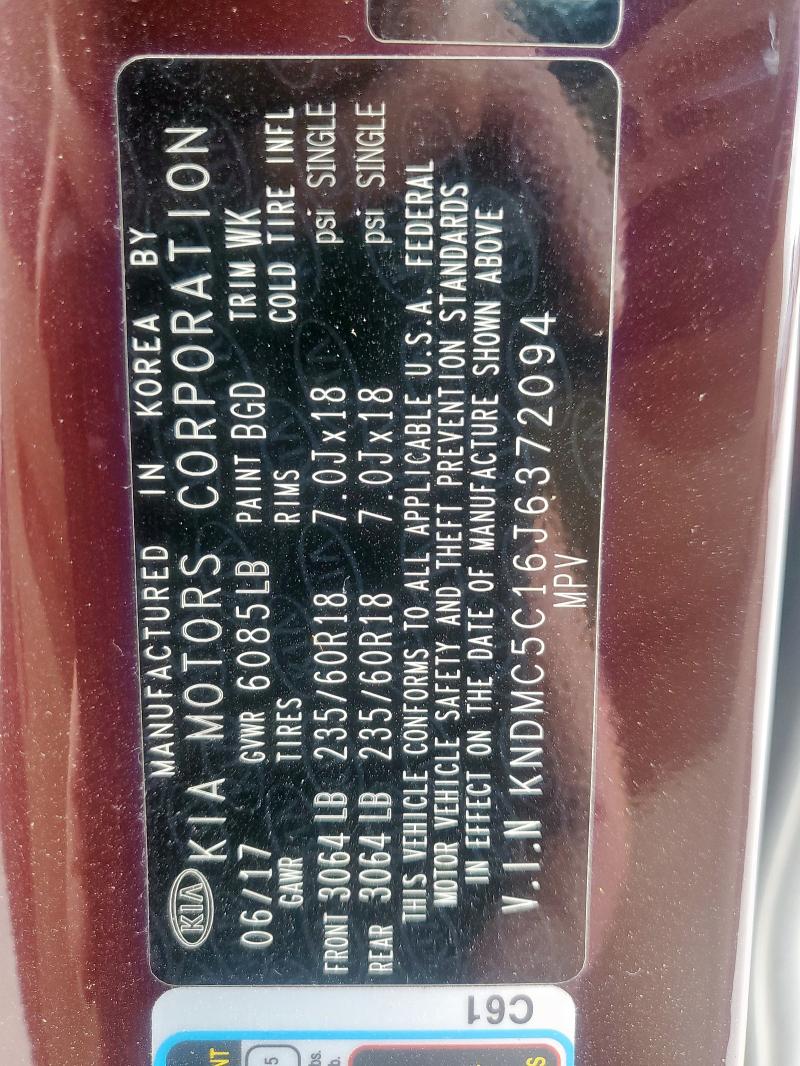 MANUFACTURED IN KOREA BY
KIA KIA MOTORS CORPORATION
06/17 GVWR 6085LB PAINT BGD TRIM WK
GAWR TIRES RIMS COLD TIRE INFL
FRONT 3064 LB 235/60R18 7.0Jx18 psi SINGLE
REAR 3064 LB 235/60R18 7.0Jx18 psi SINGLE
THIS VEHICLE CONFORMS TO ALL APPLICABLE U.S.A. FEDERAL
MOTOR VEHICLE SAFETY AND THEFT PREVENTION STANDARDS
IN EFFECT ON THE DATE OF MANUFACTURE SHOWN ABOVE
V.I.N KNDMC5C16J6372094
MPV
C61